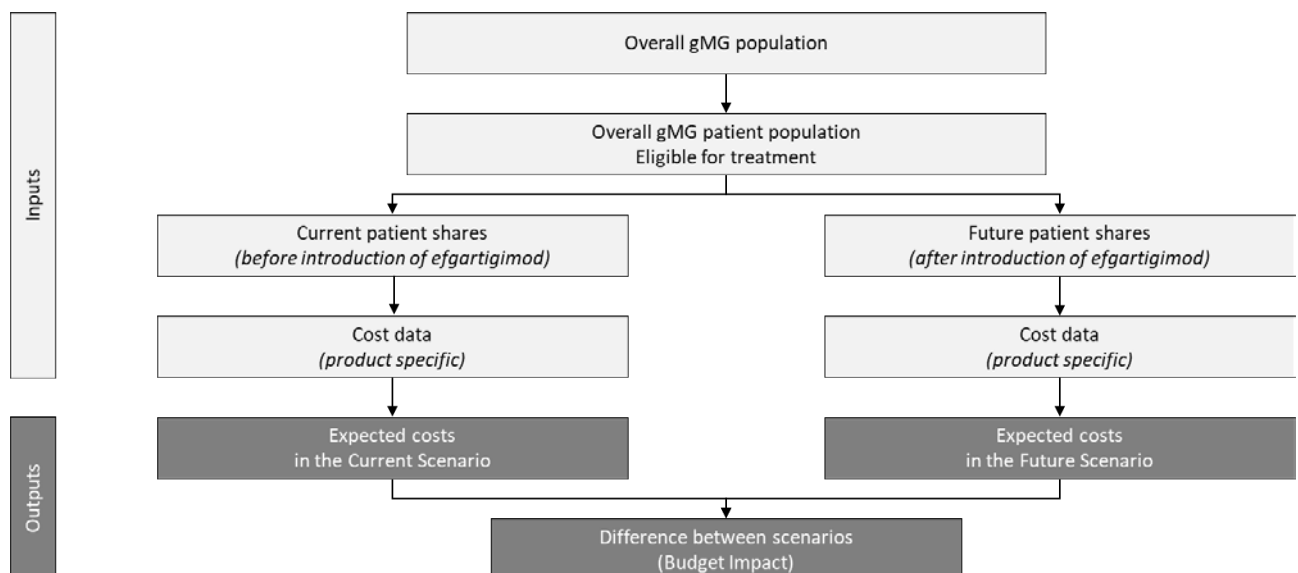 Inputs
Overall gMG population
Overall gMG patient population
Eligible for treatment
Current patient shares
(before introduction of efgartigimod)
Future patient shares
(after introduction of efgartigimod)
Cost data
(product specific)
Cost data
(product specific)
Outputs
Expected costs
in the Current Scenario
Expected costs
in the Future Scenario
Difference between scenarios
(Budget Impact)